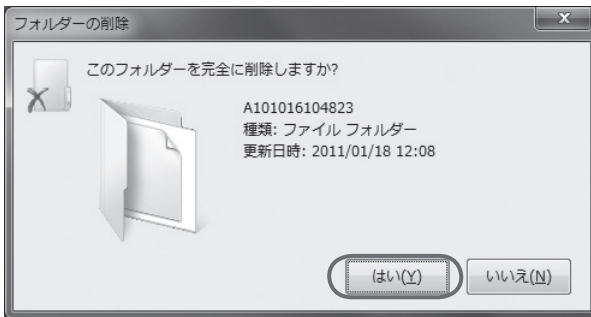 フォルダーの削除
このフォルダーを完全に削除しますか?
A101016104823
種類: ファイル フォルダー
更新日時: 2011/01/18 12:08
はい(Y)
いいえ(N)